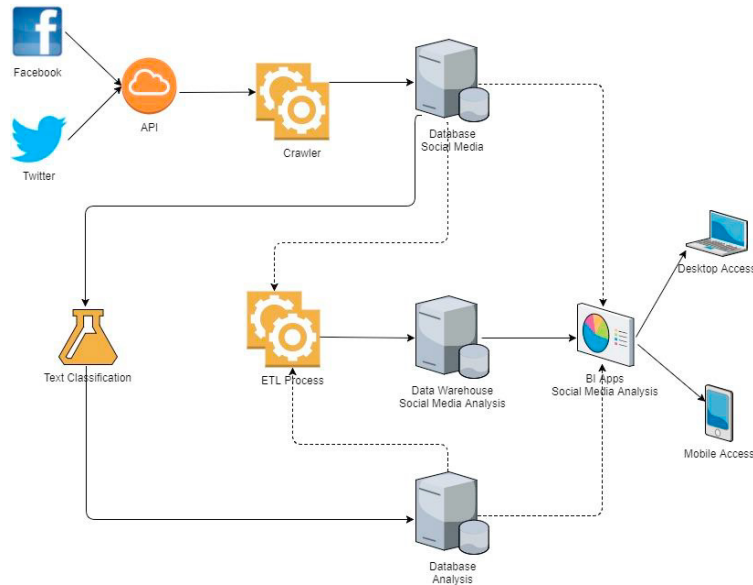 Facebook
Twitter
API
Crawler
Database
Social Media
Desktop Access
Text Classification
ETL Process
Data Warehouse
Social Media Analysis
BI Apps
Social Media Analysis
Mobile Access
Database
Analysis